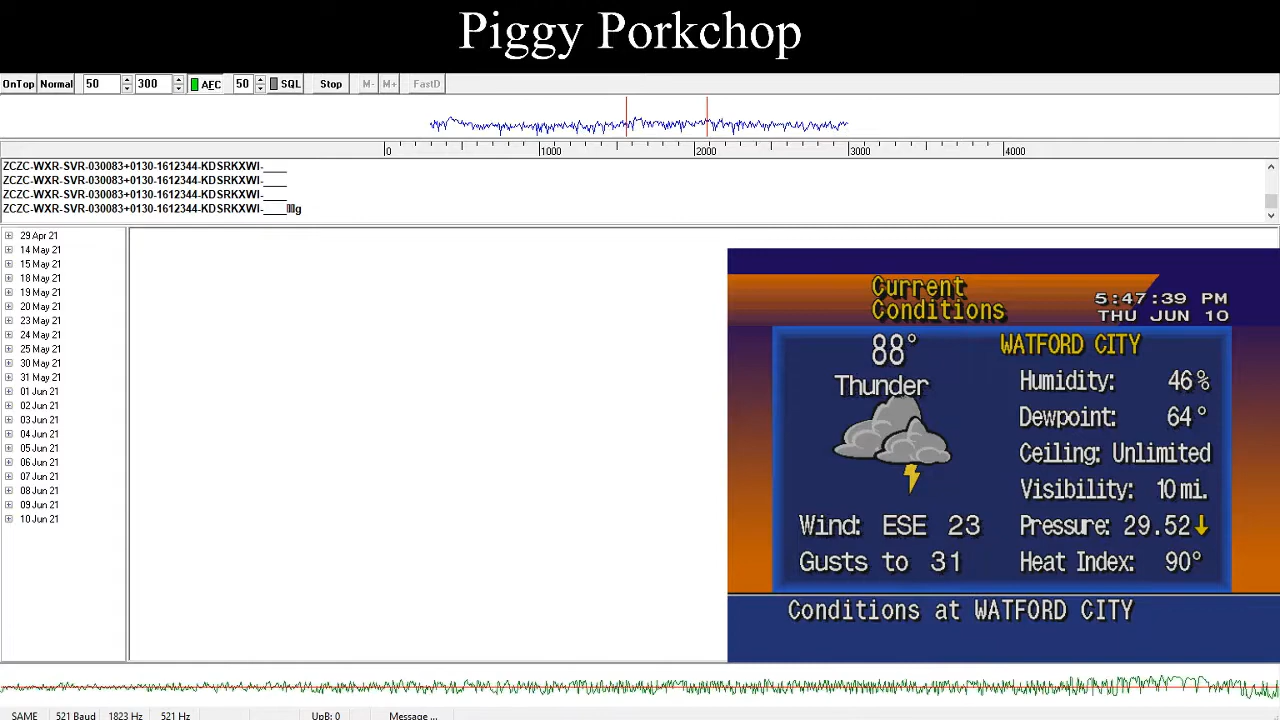 Piggy Porkchop
OnTop Normal 50 300 AFC 50 SQL Stop M- M+ FastD
0 1000 2000 3000 4000
ZCZC-WXR-SVR-030083+0130-1612344-KDSRKXWI-____
ZCZC-WXR-SVR-030083+0130-1612344-KDSRKXWI-____
ZCZC-WXR-SVR-030083+0130-1612344-KDSRKXWI-____
ZCZC-WXR-SVR-030083+0130-1612344-KDSRKXWI-____
29 Apr 21
14 May 21
15 May 21
18 May 21
19 May 21
20 May 21
23 May 21
24 May 21
25 May 21
30 May 21
31 May 21
01 Jun 21
02 Jun 21
03 Jun 21
04 Jun 21
05 Jun 21
06 Jun 21
07 Jun 21
08 Jun 21
09 Jun 21
10 Jun 21
Current
Conditions
5:47:39 PM
THU JUN 10
88°
Thunder
Wind: ESE 23
Gusts to 31
WATFORD CITY
Humidity: 46%
Dewpoint: 64°
Ceiling: Unlimited
Visibility: 10 mi.
Pressure: 29.52↓
Heat Index: 90°
Conditions at WATFORD CITY
SAME 521 Baud 1823 Hz 521 Hz UpB: 0 Message ...